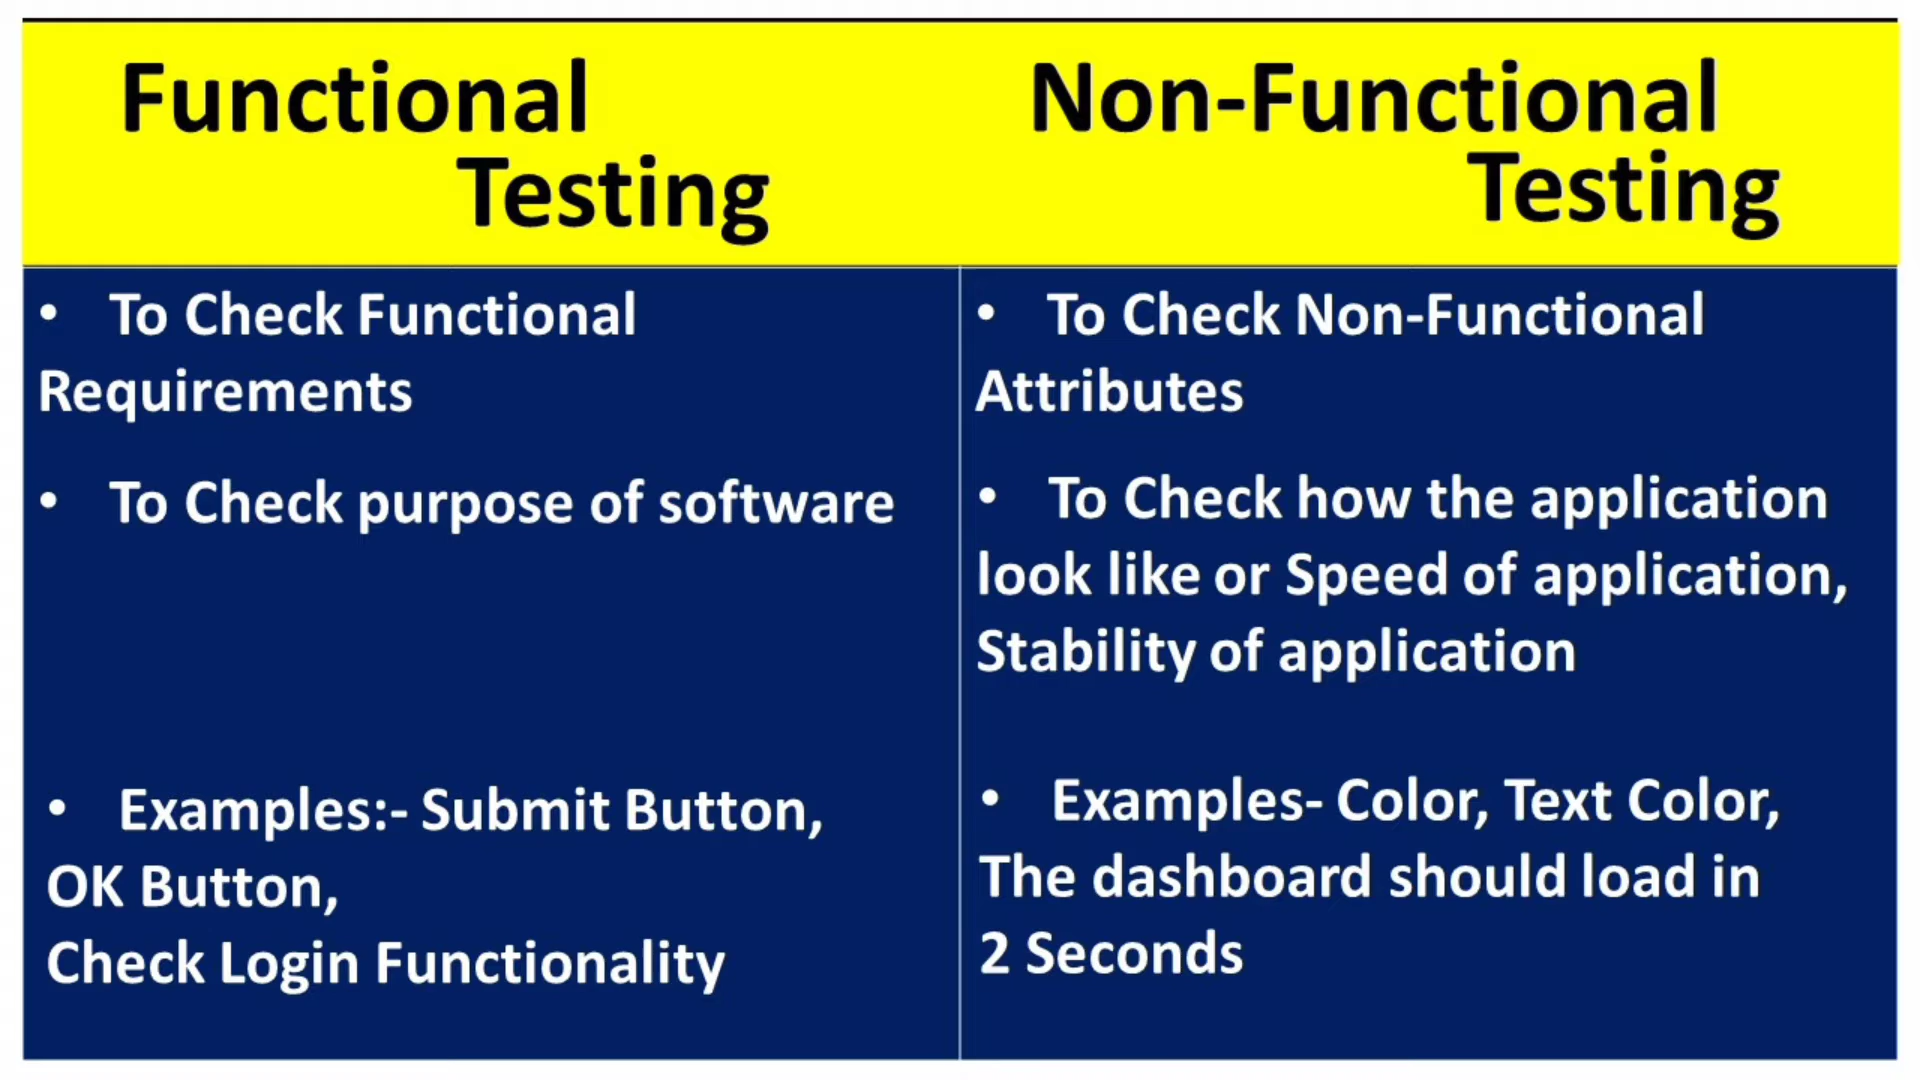 Functional
Testing
Non-Functional
Testing
• To Check Functional
Requirements
• To Check purpose of software
• Examples:- Submit Button,
OK Button,
Check Login Functionality
• To Check Non-Functional
Attributes
• To Check how the application
look like or Speed of application,
Stability of application
• Examples- Color, Text Color,
The dashboard should load in
2 Seconds